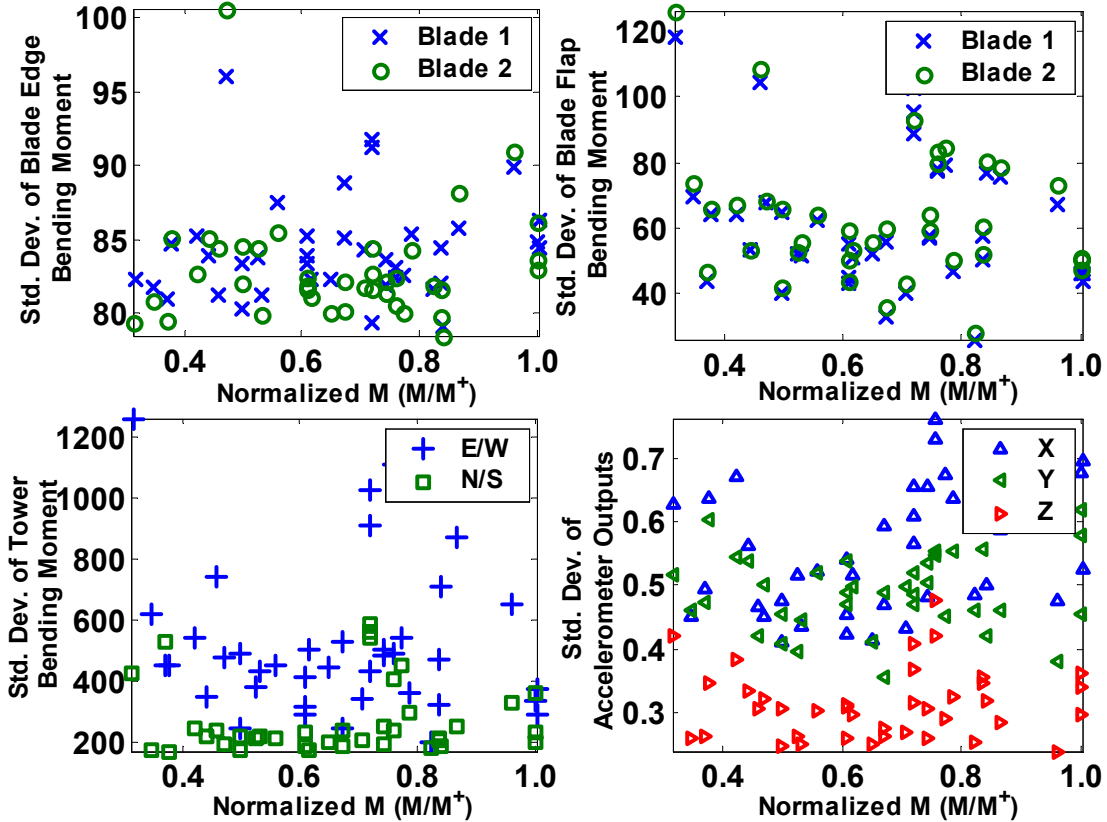 Std. Dev. of Blade Edge
Bending Moment
100
95
90
85
80
Blade 1
Blade 2
0.4
0.6
0.8
1.0
Normalized M (M/M+)
Std. Dev. of Blade Flap
Bending Moment
120
100
80
60
40
Blade 1
Blade 2
0.4
0.6
0.8
1.0
Normalized M (M/M+)
Std. Dev. of Tower
Bending Moment
1200
1000
800
600
400
200
E/W
N/S
0.4
0.6
0.8
1.0
Normalized M (M/M+)
Std. Dev. of
Accelerometer Outputs
0.7
0.6
0.5
0.4
0.3
X
Y
Z
0.4
0.6
0.8
1.0
Normalized M (M/M+)